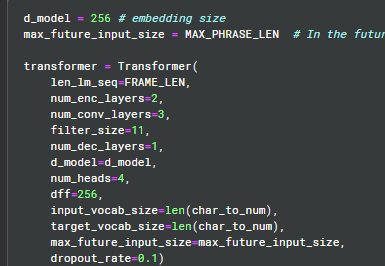 d_model = 256 # embedding size
max_future_input_size = MAX_PHRASE_LEN  # In the
transformer = Transformer(
    len_lm_seq=FRAME_LEN,
    num_enc_layers=2,
    num_conv_layers=3,
    filter_size=11,
    num_dec_layers=1,
    d_model=d_model,
    num_heads=4,
    dff=256,
    input_vocab_size=len(char_to_num),
    target_vocab_size=len(char_to_num),
    max_future_input_size=max_future_input_size,
    dropout_rate=0.1)